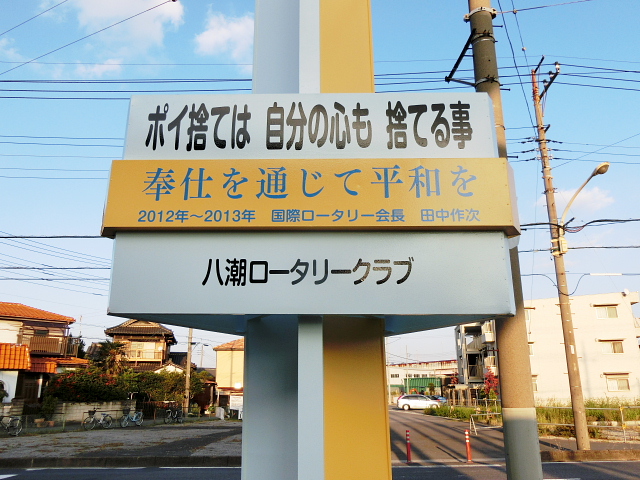 ポイ捨ては 自分の心も 捨てる事
奉仕を通じて平和を
2012年～2013年 国際ロータリー会長 田中作次
八潮ロータリークラブ